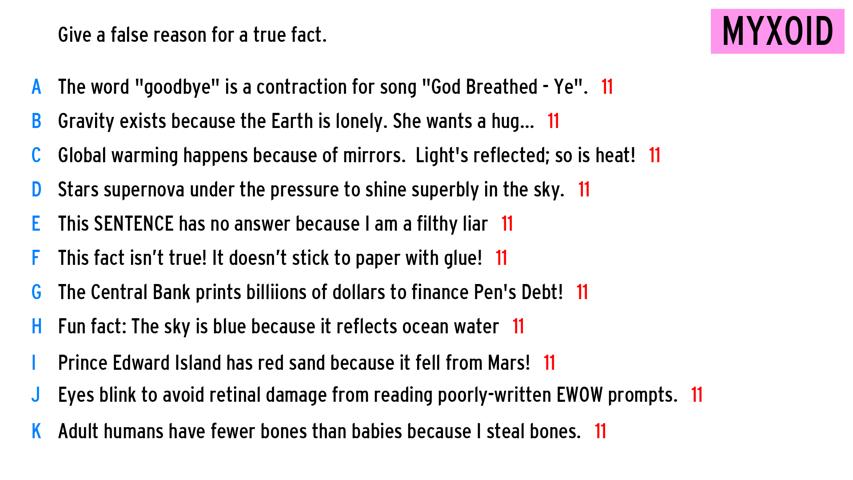 Give a false reason for a true fact.
MYXOID
A The word "goodbye" is a contraction for song "God Breathed - Ye". 11
B Gravity exists because the Earth is lonely. She wants a hug... 11
C Global warming happens because of mirrors. Light's reflected; so is heat! 11
D Stars supernova under the pressure to shine superbly in the sky. 11
E This SENTENCE has no answer because I am a filthy liar 11
F This fact isn't true! It doesn't stick to paper with glue! 11
G The Central Bank prints billiions of dollars to finance Pen's Debt! 11
H Fun fact: The sky is blue because it reflects ocean water 11
I Prince Edward Island has red sand because it fell from Mars! 11
J Eyes blink to avoid retinal damage from reading poorly-written EWOW prompts. 11
K Adult humans have fewer bones than babies because I steal bones. 11